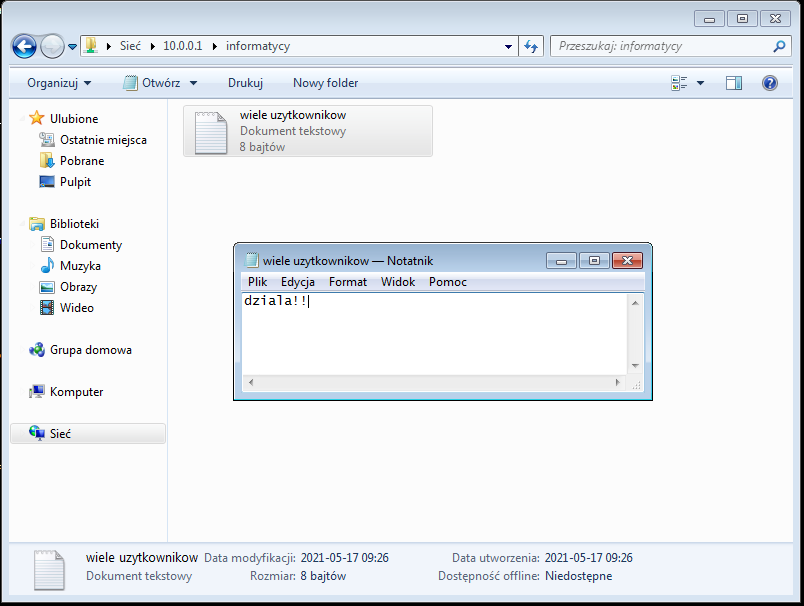 Sieć 10.0.0.1 informatycy
Przeszukaj: informatycy
Organizuj Otwórz Drukuj Nowy folder
Ulubione
Ostatnie miejsca
Pobrane
Pulpit
Biblioteki
Dokumenty
Muzyka
Obrazy
Wideo
Grupa domowa
Komputer
Sieć
wiele uzytkownikow
Dokument tekstowy
8 bajtów
wiele uzytkownikow — Notatnik
Plik Edycja Format Widok Pomoc
dziala!!
wiele uzytkownikow Data modyfikacji: 2021-05-17 09:26 Data utworzenia: 2021-05-17 09:26
Dokument tekstowy Rozmiar: 8 bajtów Dostępność offline: Niedostępne